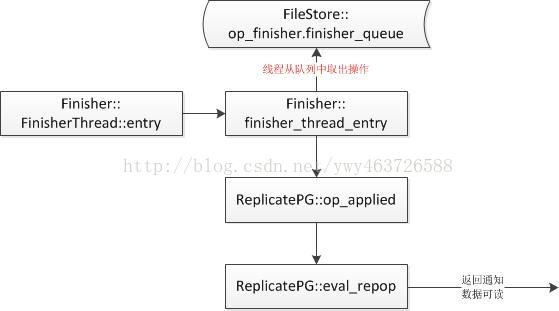 FileStore::
op_finisher.finisher_queue
线程从队列中取出操作
Finisher::
FinisherThread::entry
Finisher::
finisher_thread_entry
http://blog.csdn.net/ywy463726588
ReplicatePG::op_applied
ReplicatePG::eval_repop
返回通知
数据可读